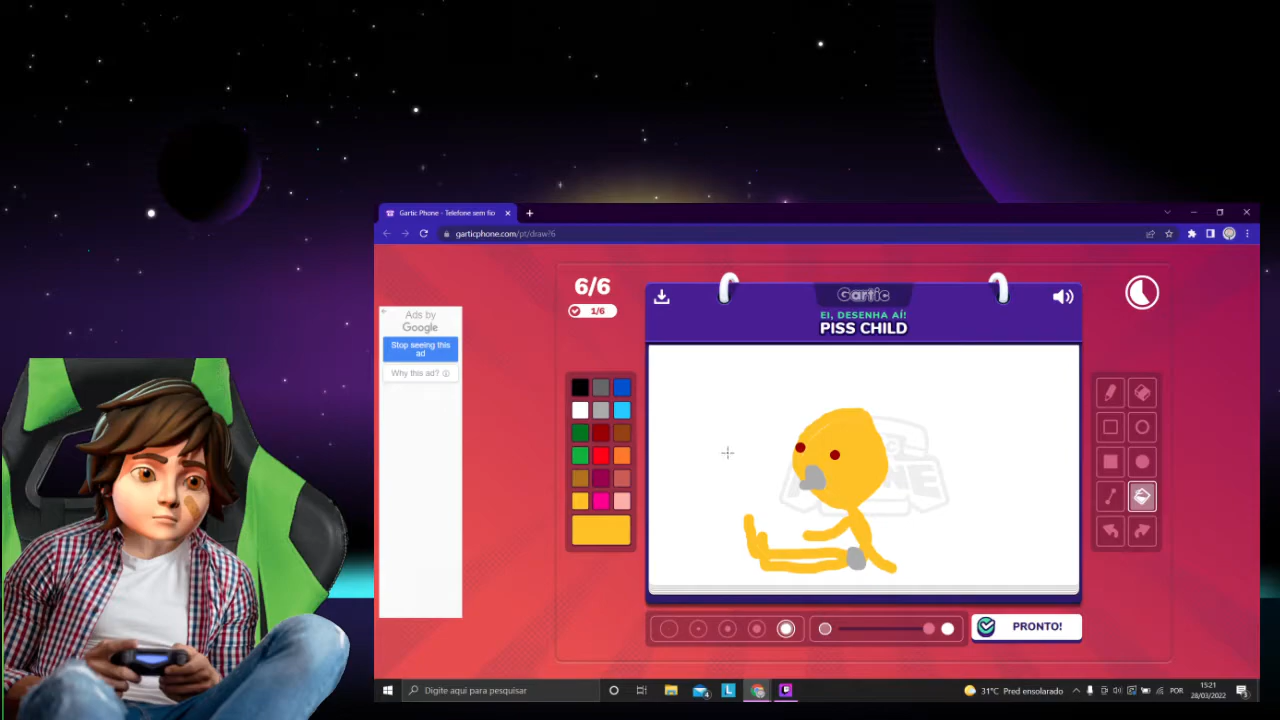 Gartic Phone - Telefone sem fio
garticphone.com/pt/draw?6
6/6
1/6
Gartic
EI, DESENHA AÍ!
PISS CHILD
Ads by
Google
Stop seeing this
ad
Why this ad?
PRONTO!
Digite aqui para pesquisar
31°C Pred ensolarado
POR
15:21
28/03/2022